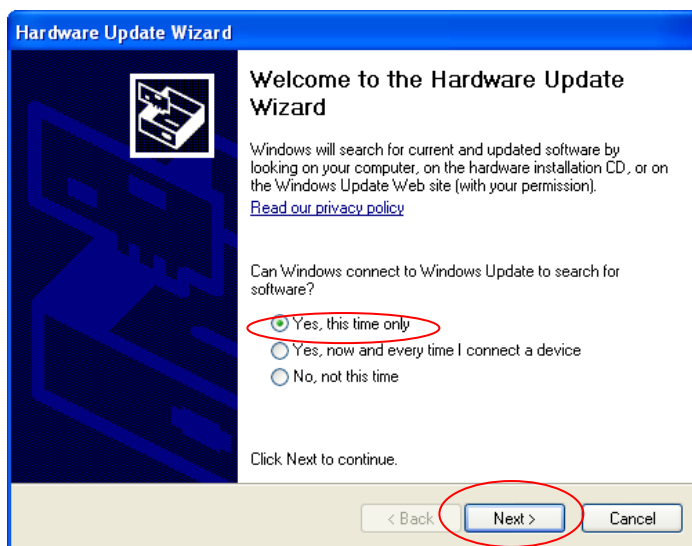 Hardware Update Wizard
Welcome to the Hardware Update
Wizard
Windows will search for current and updated software by
looking on your computer, on the hardware installation CD, or on
the Windows Update Web site (with your permission).
Read our privacy policy
Can Windows connect to Windows Update to search for
software?
Yes, this time only
Yes, now and every time I connect a device
No, not this time
Click Next to continue.
< Back Next > Cancel